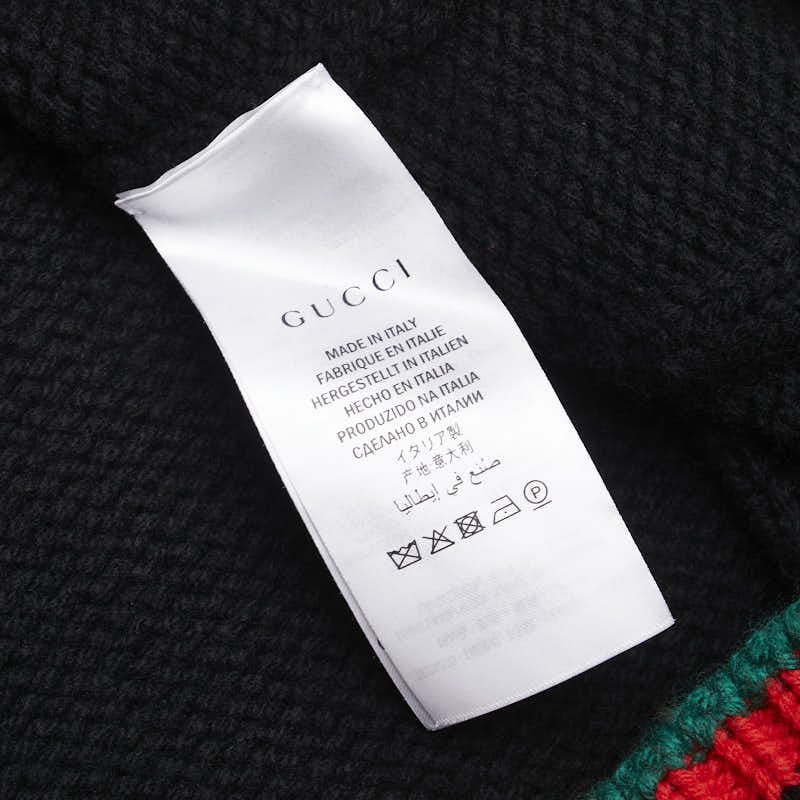 GUCCI
MADE IN ITALY
FABRIQUE EN ITALIE
HERGESTELLT IN ITALIEN
HECHO EN ITALIA
PRODUZIDO NA ITALIA
СДЕЛАНО В ИТАЛИИ
イタリア製
产地意大利
صنع في إيطاليا
P